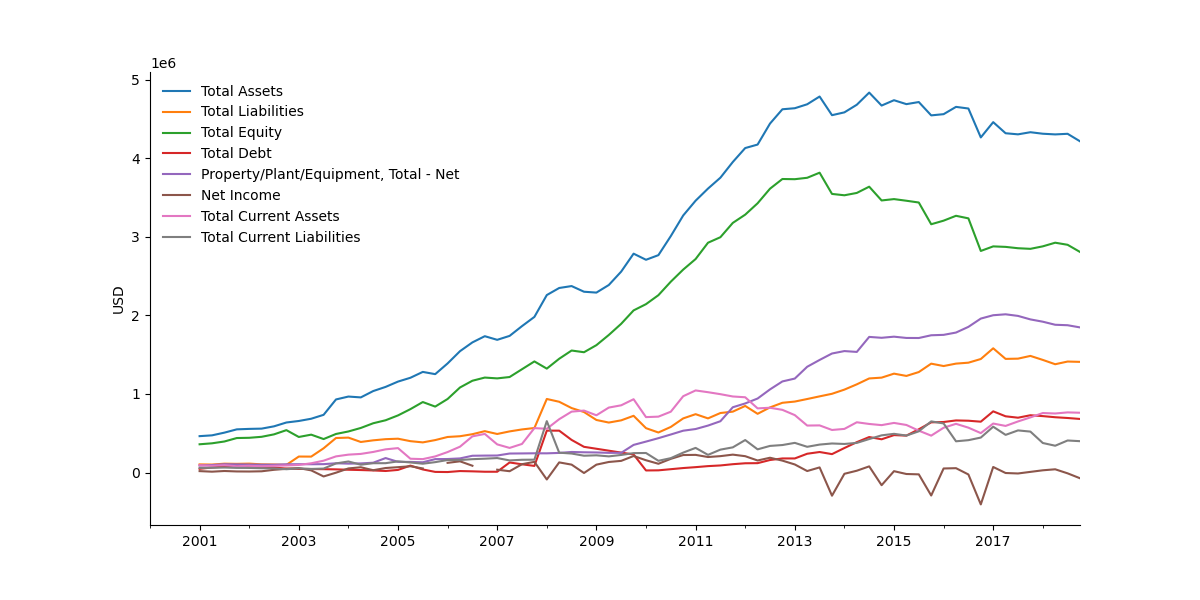 1e6
5
4
3
2
1
0
USD
Total Assets
Total Liabilities
Total Equity
Total Debt
Property/Plant/Equipment, Total - Net
Net Income
Total Current Assets
Total Current Liabilities
2001 2003 2005 2007 2009 2011 2013 2015 2017